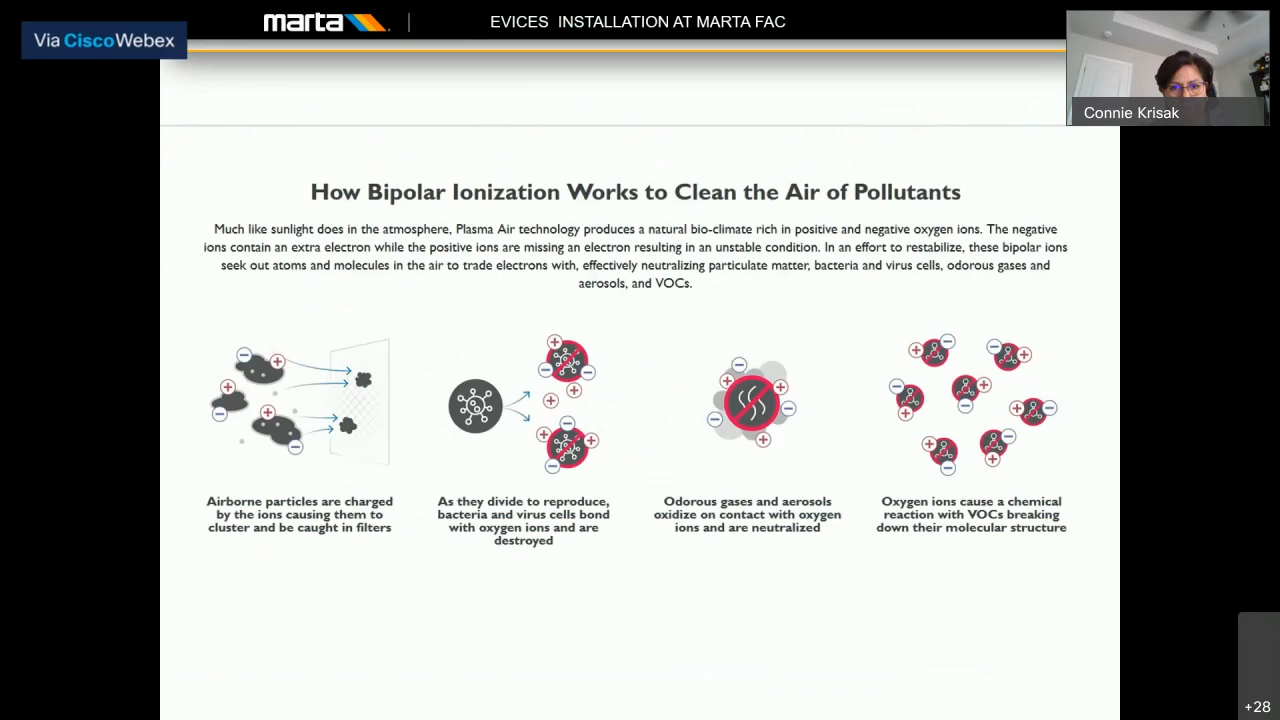 Via CiscoWebex
marta
EVICES INSTALLATION AT MARTA FAC
Connie Krisak
How Bipolar Ionization Works to Clean the Air of Pollutants
Much like sunlight does in the atmosphere, Plasma Air technology produces a natural bio-climate rich in positive and negative oxygen ions. The negative
ions contain an extra electron while the positive ions are missing an electron resulting in an unstable condition. In an effort to restabilize, these bipolar ions
seek out atoms and molecules in the air to trade electrons with, effectively neutralizing particulate matter, bacteria and virus cells, odorous gases and
aerosols, and VOCs.
Airborne particles are charged
by the ions causing them to
cluster and be caught in filters
As they divide to reproduce,
bacteria and virus cells bond
with oxygen ions and are
destroyed
Odorous gases and aerosols
oxidize on contact with oxygen
ions and are neutralized
Oxygen ions cause a chemical
reaction with VOCs breaking
down their molecular structure
+28